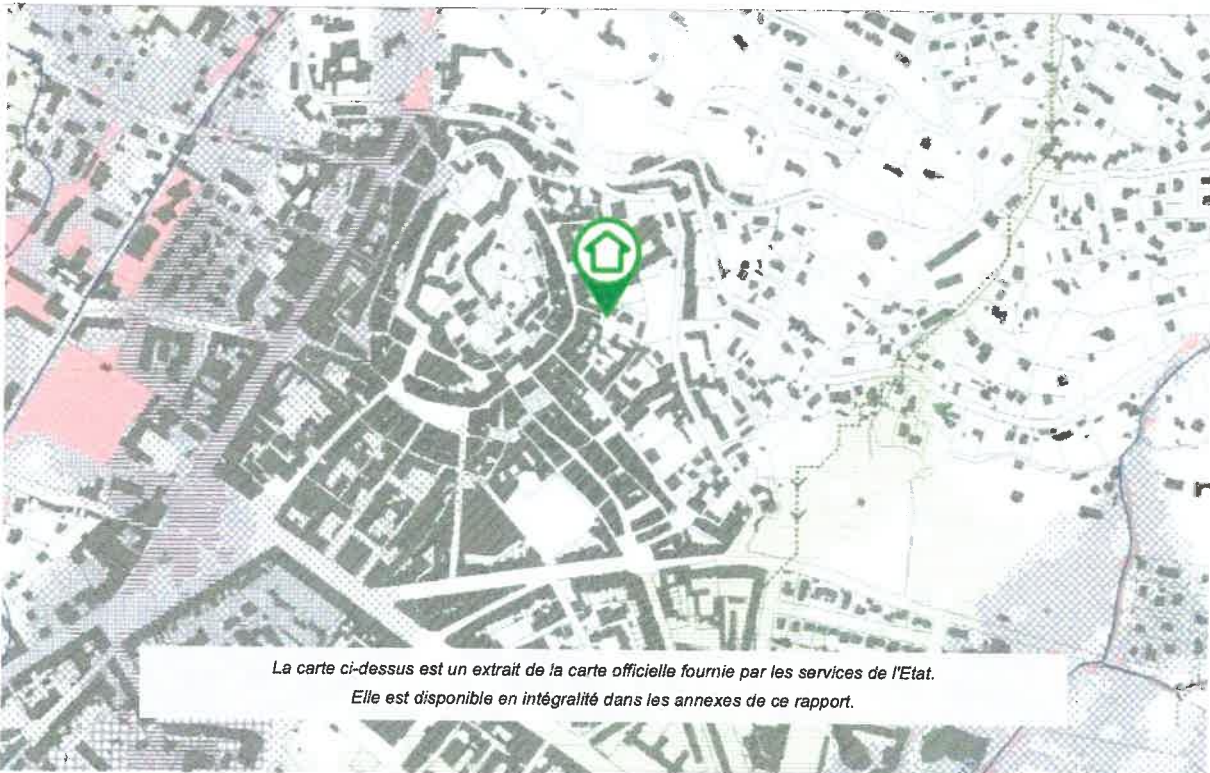 La carte ci-dessus est un extrait de la carte officielle fournie par les services de l'Etat.
Elle est disponible en intégralité dans les annexes de ce rapport.